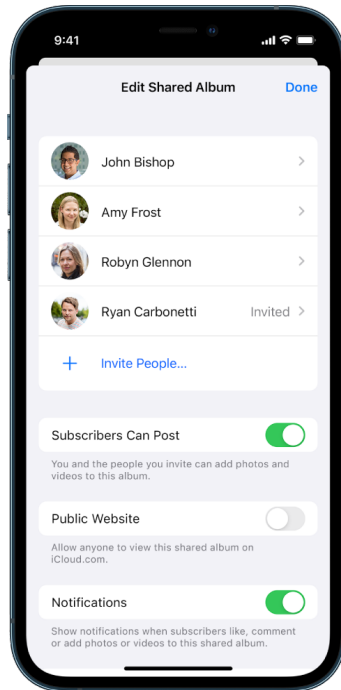 9:41
Edit Shared Album Done
John Bishop
Amy Frost
Robyn Glennon
Ryan Carbonetti Invited
Invite People...
Subscribers Can Post
You and the people you invite can add photos and
videos to this album.
Public Website
Allow anyone to view this shared album on
iCloud.com.
Notifications
Show notifications when subscribers like, comment
or add photos or videos to this shared album.